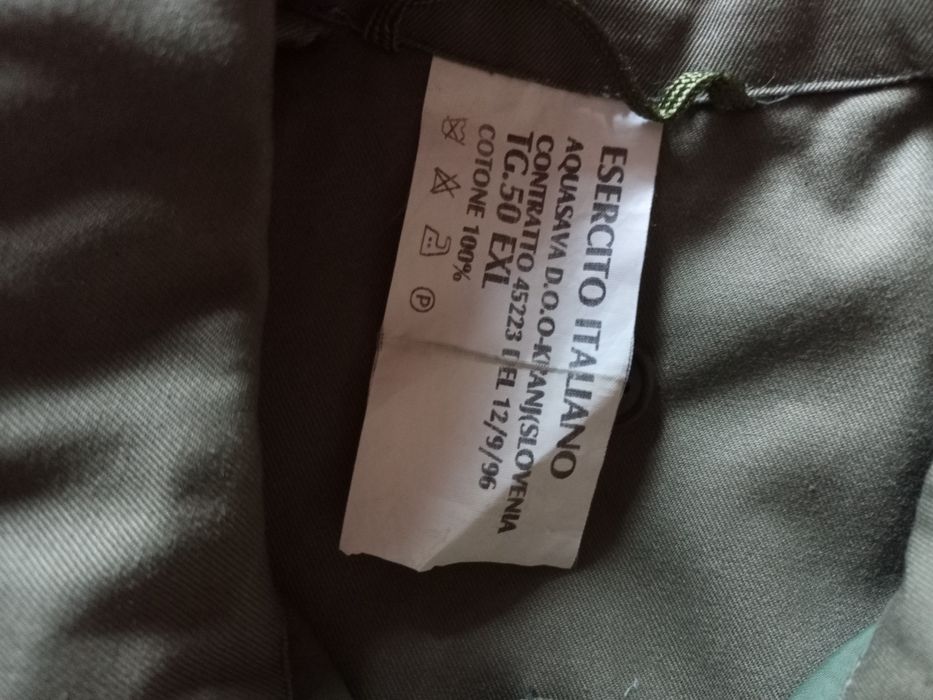 ESERCITO ITALIANO
AQUASAVA D.O.O-KRANJ(SLOVENIA
CONTRATTO 45223 DEL 12/9/96
TG.50 EXL
COTONE 100%
P